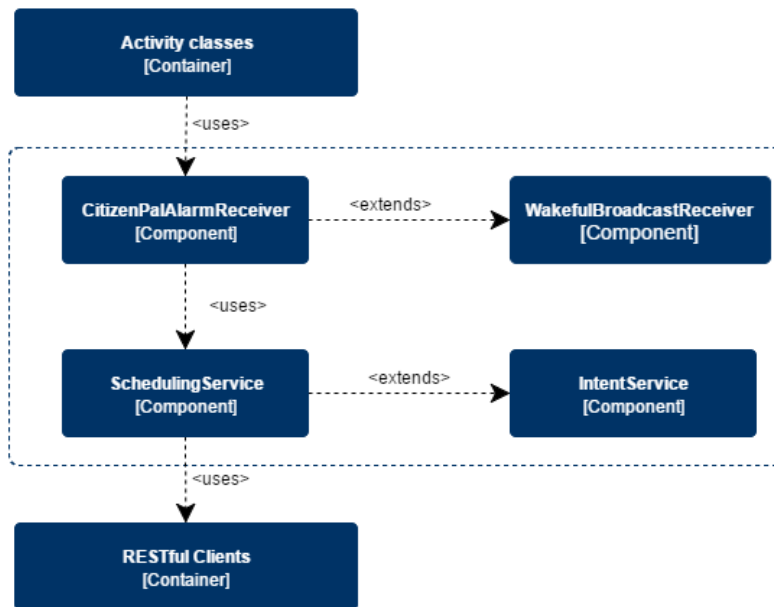 Activity classes
[Container]
<uses>
CitizenPalAlarmReceiver
[Component]
<extends>
WakefulBroadcastReceiver
[Component]
<uses>
SchedulingService
[Component]
<extends>
IntentService
[Component]
<uses>
RESTful Clients
[Container]